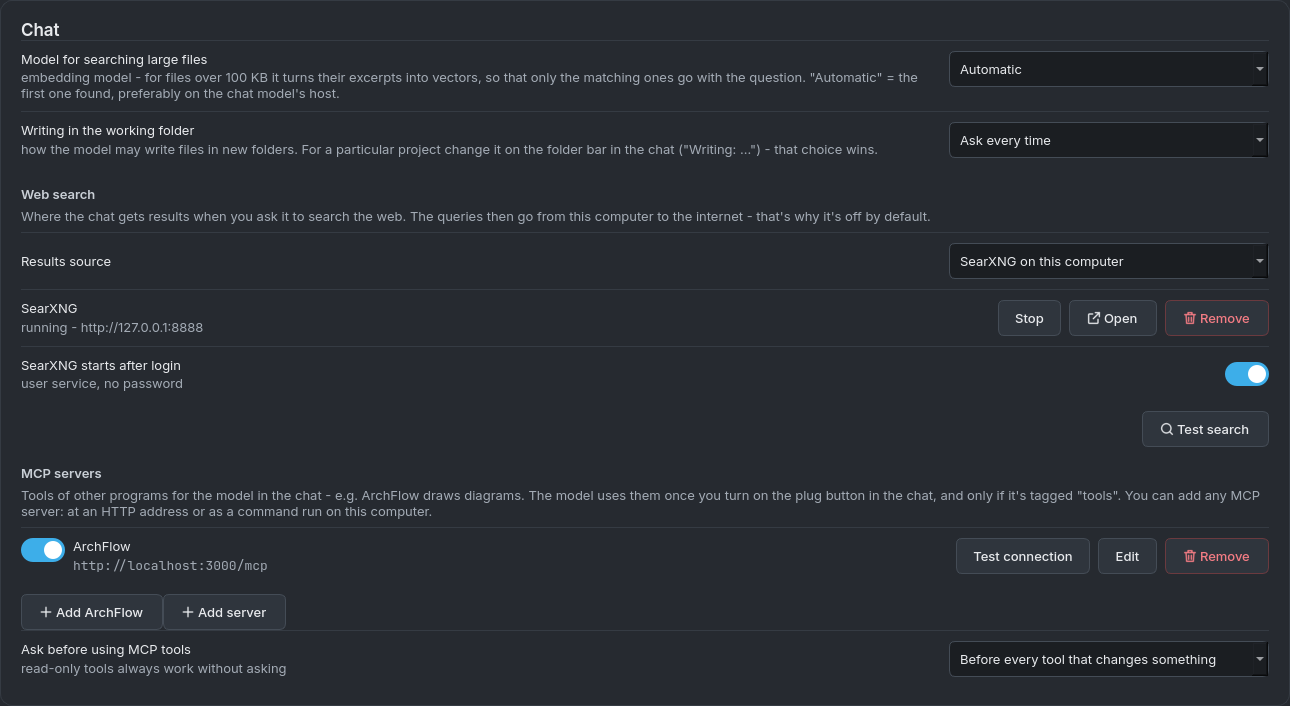 Chat
Model for searching large files
embedding model - for files over 100 KB it turns their excerpts into vectors, so that only the matching ones go with the question. "Automatic" = the
first one found, preferably on the chat model's host.
Automatic
Writing in the working folder
how the model may write files in new folders. For a particular project change it on the folder bar in the chat ("Writing: ...") - that choice wins.
Ask every time
Web search
Where the chat gets results when you ask it to search the web. The queries then go from this computer to the internet - that's why it's off by default.
Results source
SearXNG on this computer
SearXNG
running - http://127.0.0.1:8888
Stop
Open
Remove
SearXNG starts after login
user service, no password
Test search
MCP servers
Tools of other programs for the model in the chat - e.g. ArchFlow draws diagrams. The model uses them once you turn on the plug button in the chat, and only if it's tagged "tools". You can add any MCP
server: at an HTTP address or as a command run on this computer.
ArchFlow
http://localhost:3000/mcp
Test connection
Edit
Remove
+ Add ArchFlow
+ Add server
Ask before using MCP tools
read-only tools always work without asking
Before every tool that changes something